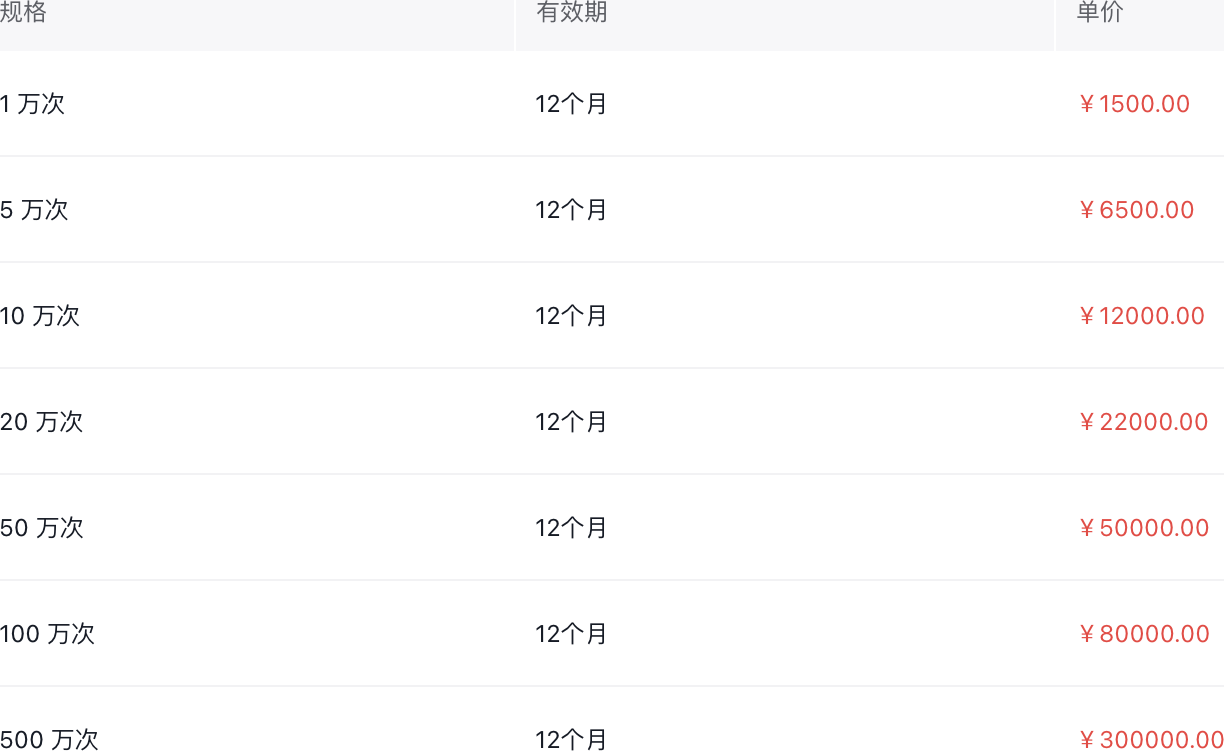 规格 有效期 单价
1 万次 12个月 ¥1500.00
5 万次 12个月 ¥6500.00
10 万次 12个月 ¥12000.00
20 万次 12个月 ¥22000.00
50 万次 12个月 ¥50000.00
100 万次 12个月 ¥80000.00
500 万次 12个月 ¥300000.00